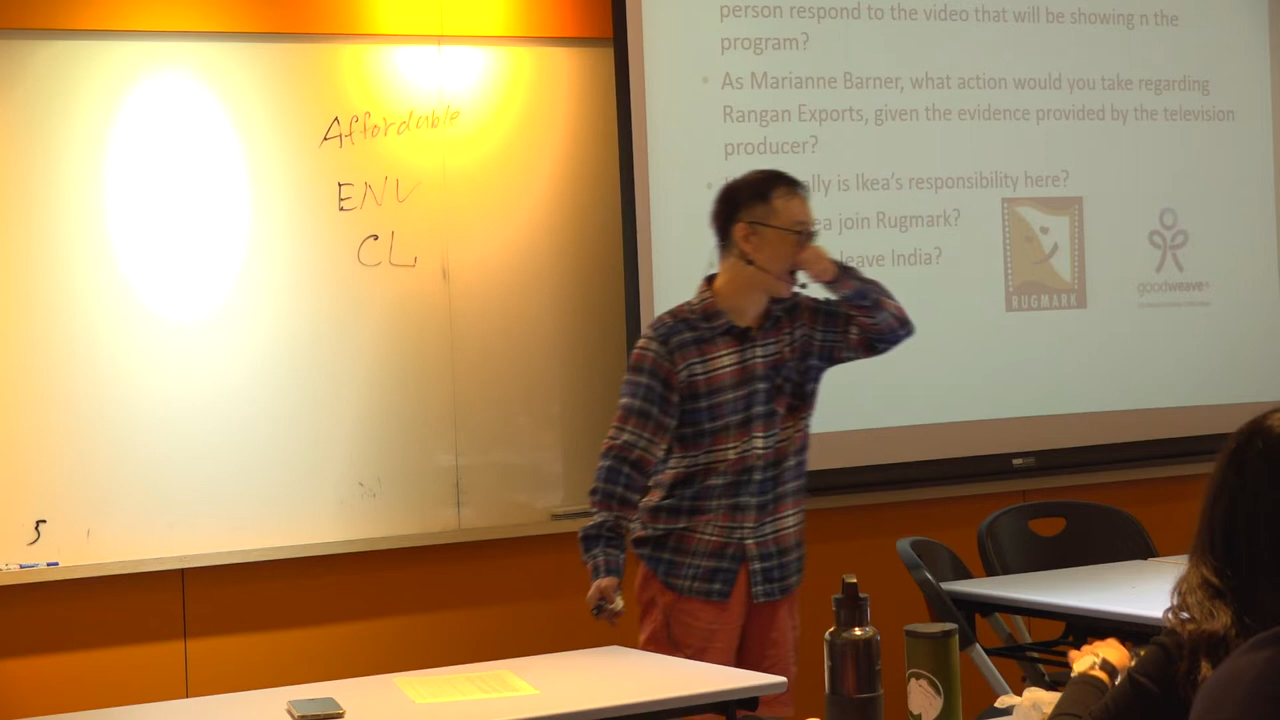 Affordable
ENV
CL
5
person respond to the video that will be showing n the
program?
As Marianne Barner, what action would you take regarding
Rangan Exports, given the evidence provided by the television
producer?
ally is Ikea's responsibility here?
ea join Rugmark?
leave India?
RUGMARK
goodweave